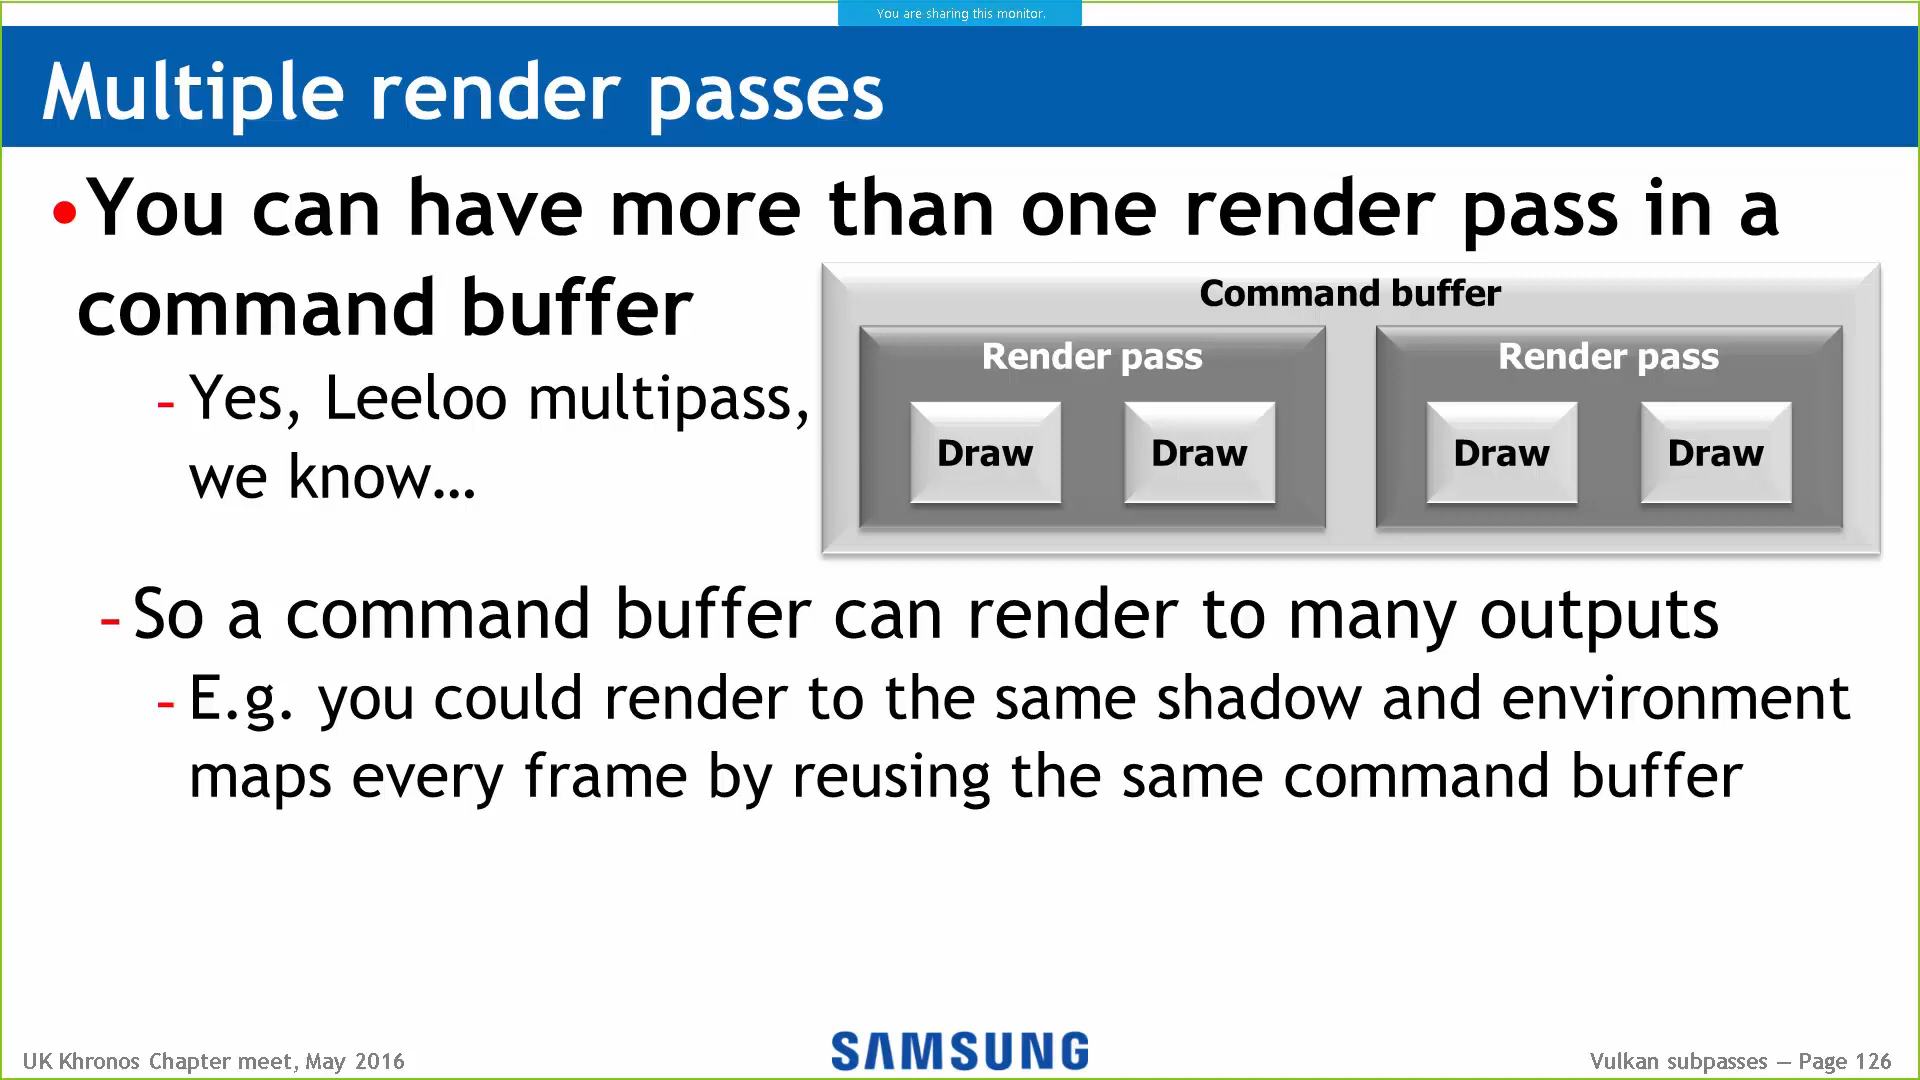 You are sharing this monitor.
Multiple render passes
•You can have more than one render pass in a
command buffer
- Yes, Leeloo multipass,
we know…
Command buffer
Render pass
Draw Draw
Render pass
Draw Draw
- So a command buffer can render to many outputs
- E.g. you could render to the same shadow and environment
maps every frame by reusing the same command buffer
UK Khronos Chapter meet, May 2016
SAMSUNG
Vulkan subpasses — Page 126